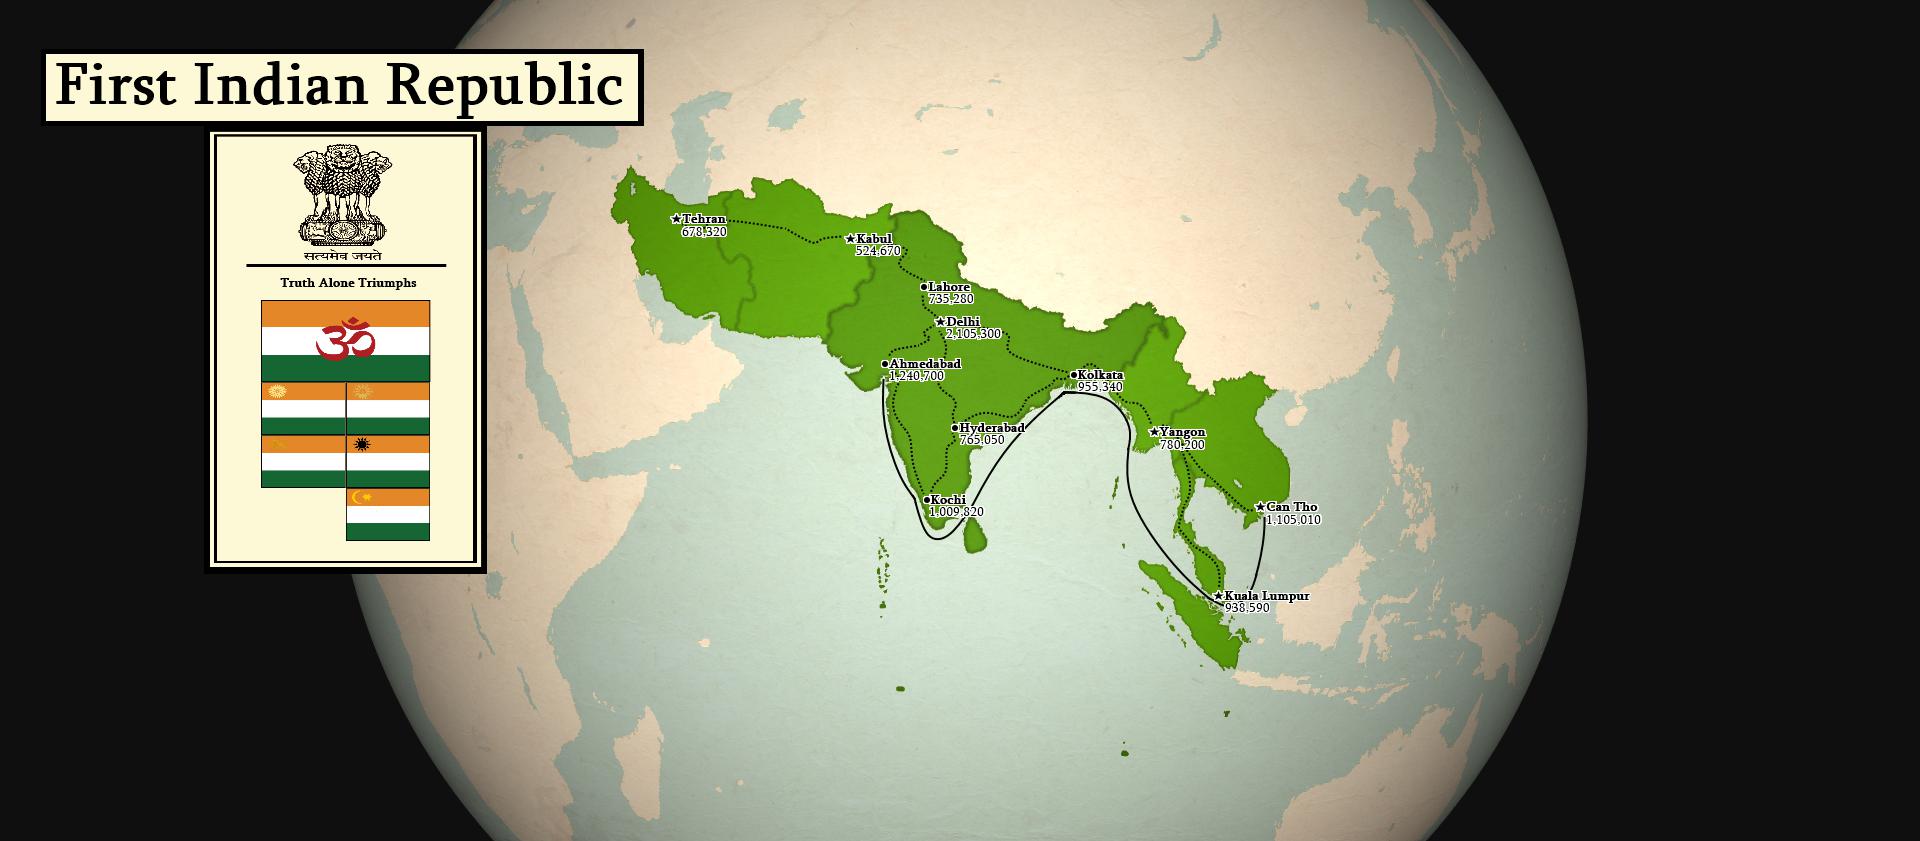 First Indian Republic
सत्यमेव जयते
Truth Alone Triumphs
ॐ
Tehran
678,320
Kabul
524,670
Lahore
735,280
Delhi
2,105,300
Ahmedabad
1,240,700
Kolkata
955,340
Hyderabad
765,050
Yangon
780,200
Kochi
1,009,820
Can Tho
1,105,010
Kuala Lumpur
938,590